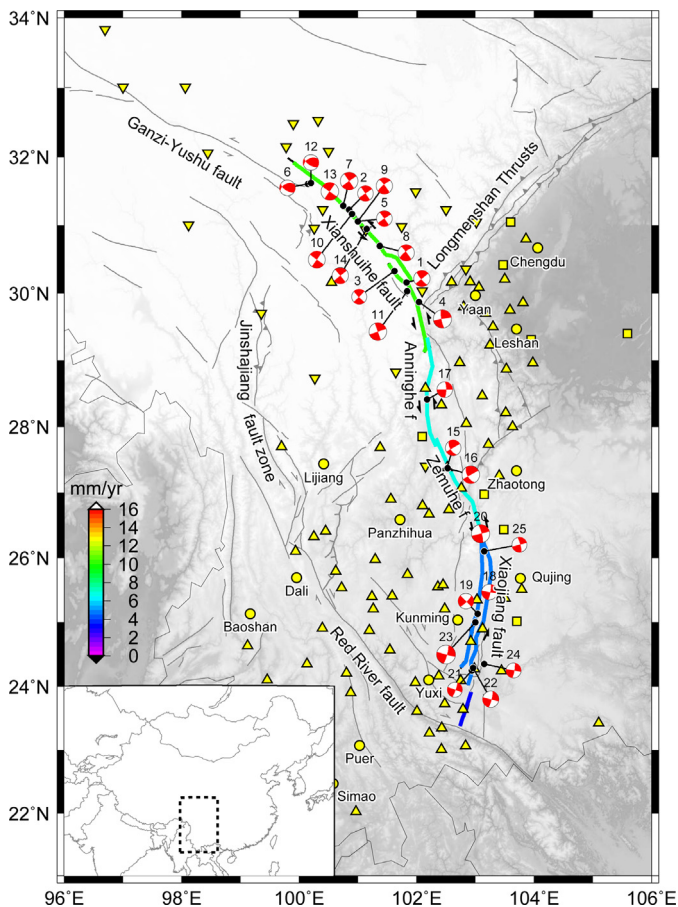 34°N
32°N
30°N
28°N
26°N
24°N
22°N
96°E
98°E
100°E
102°E
104°E
106°E
Ganzi-Yushu fault
Xianshuihe fault
Longmenshan Thrusts
Jinshajiang
fault zone
Anninghe f
Zemuhe f
Xiaojiang fault
Red River fault
Chengdu
Yaan
Leshan
Zhaotong
Lijiang
Panzhihua
Dali
Baoshan
Kunming
Qujing
Yuxi
Puer
Simao
12
6
13
7
2
9
5
10
14
3
8
1
11
4
17
15
16
20
25
19
18
23
24
21
22
mm/yr
16
14
12
10
8
6
4
2
0